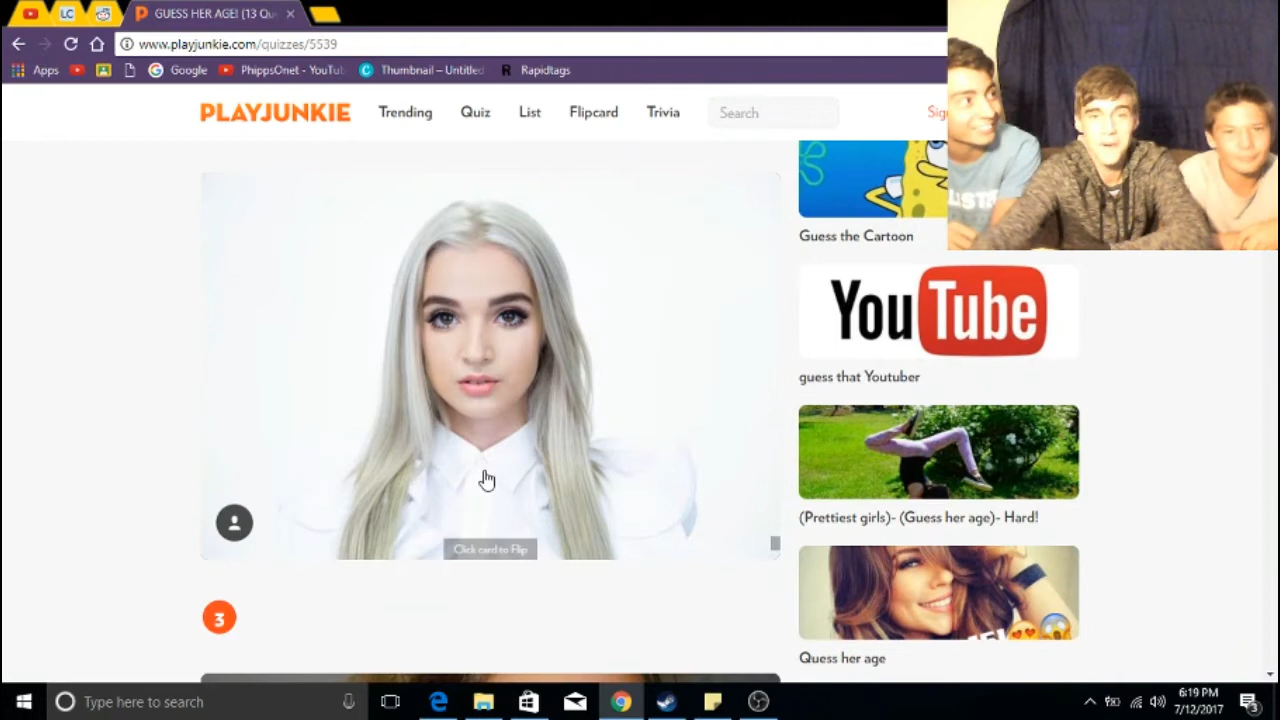 LC
GUESS HER AGE! (13 Qu
www.playjunkie.com/quizzes/5539
Apps
Google
PhippsOnet - YouTub
Thumbnail – Untitled
Rapidtags
PLAYJUNKIE
Trending
Quiz
List
Flipcard
Trivia
Search
Sig
Guess the Cartoon
YouTube
guess that Youtuber
(Prettiest girls)- (Guess her age)- Hard!
Quess her age
Click card to Flip
3
Type here to search
6:19 PM
7/12/2017
3